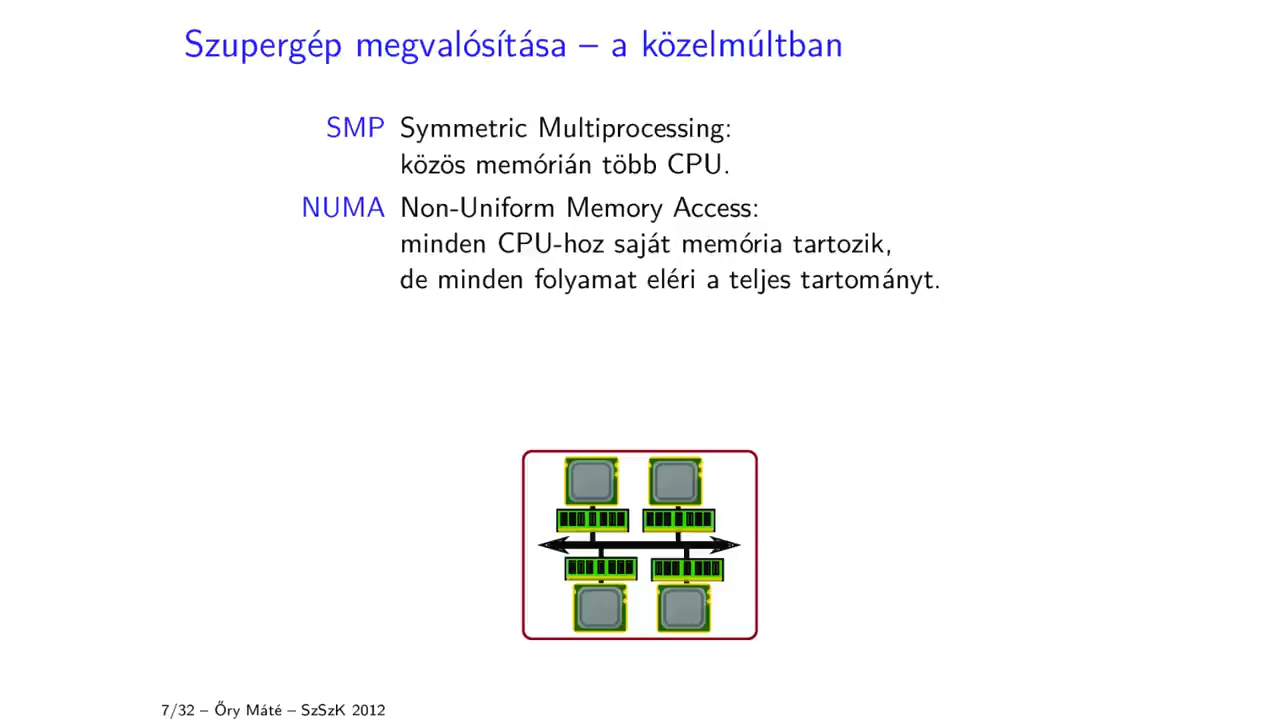 Szupergép megvalósítása – a közelmúltban
SMP Symmetric Multiprocessing:
közös memórián több CPU.
NUMA Non-Uniform Memory Access:
minden CPU-hoz saját memória tartozik,
de minden folyamat eléri a teljes tartományt.
7/32 – Őry Máté – SzSzK 2012